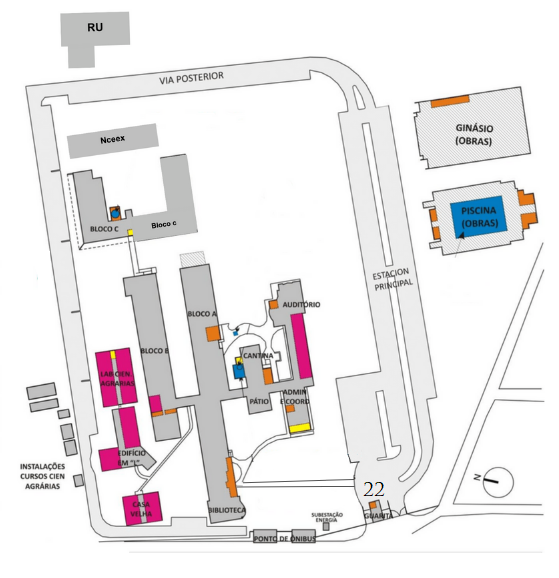 RU
VIA POSTERIOR
Nceex
GINÁSIO
(OBRAS)
PISCINA
(OBRAS)
BLOCO C
Bloco c
ESTACION
PRINCIPAL
BLOCO A
AUDITÓRIO
BLOCO B
CANTINA
LAB CIEN
AGRÁRIAS
ADMIN
E COORD
PÁTIO
EDIFÍCIO
EM "L"
INSTALAÇÕES
CURSOS CIEN
AGRÁRIAS
N
22
CASA
VELHA
BIBLIOTECA
SUBESTAÇÃO
ENERGIA
GUARITA
PONTO DE ÔNIBUS